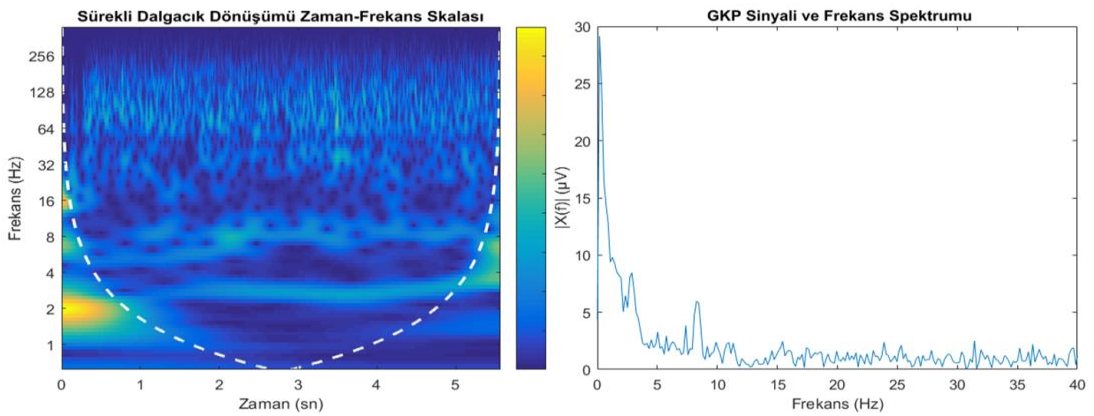 Sürekli Dalgacık Dönüşümü Zaman-Frekans Skalası
256
128
64
32
16
8
4
2
1
Frekans (Hz)
0 1 2 3 4 5
Zaman (sn)
GKP Sinyali ve Frekans Spektrumu
30
25
20
15
10
5
0
|X(f)| (µV)
0 5 10 15 20 25 30 35 40
Frekans (Hz)